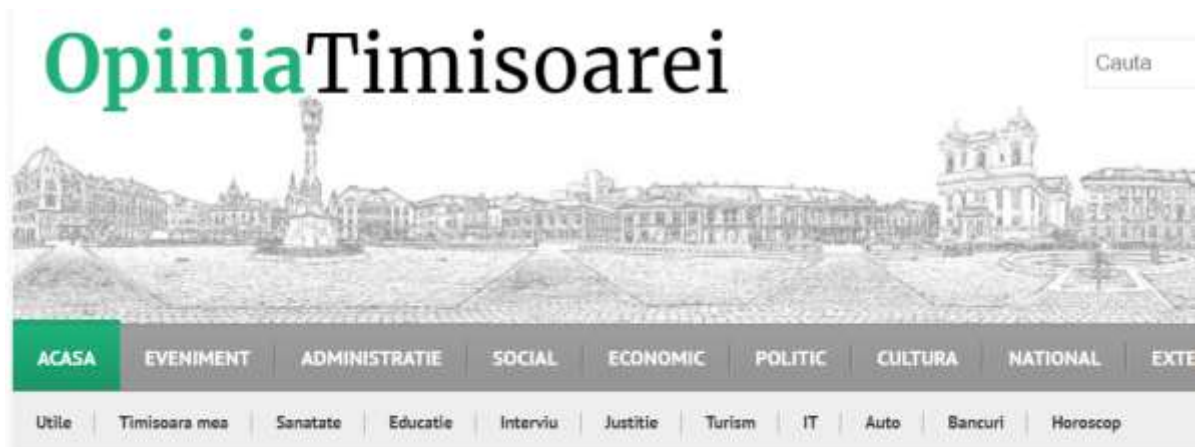 OpiniaTimisoarei
Cauta
ACASA EVENIMENT ADMINISTRATIE SOCIAL ECONOMIC POLITIC CULTURA NATIONAL EXTE
Utile Timisoara mea Sanatate Educatie Interviu Justitie Turism IT Auto Bancuri Horoscop